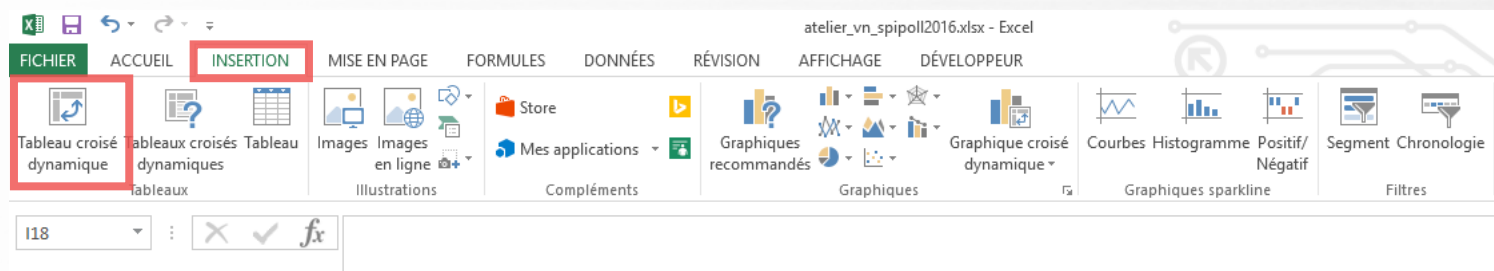 atelier_vn_spipoll2016.xlsx - Excel
FICHIER ACCUEIL INSERTION MISE EN PAGE FORMULES DONNÉES RÉVISION AFFICHAGE DÉVELOPPEUR
Tableau croisé dynamique
Tableaux croisés dynamiques
Tableau
Images
Images en ligne
Store
Mes applications
Graphiques recommandés
Graphique croisé dynamique
Courbes
Histogramme
Positif/
Négatif
Segment
Chronologie
Tableaux
Illustrations
Compléments
Graphiques
Graphiques sparkline
Filtres
I18
fx